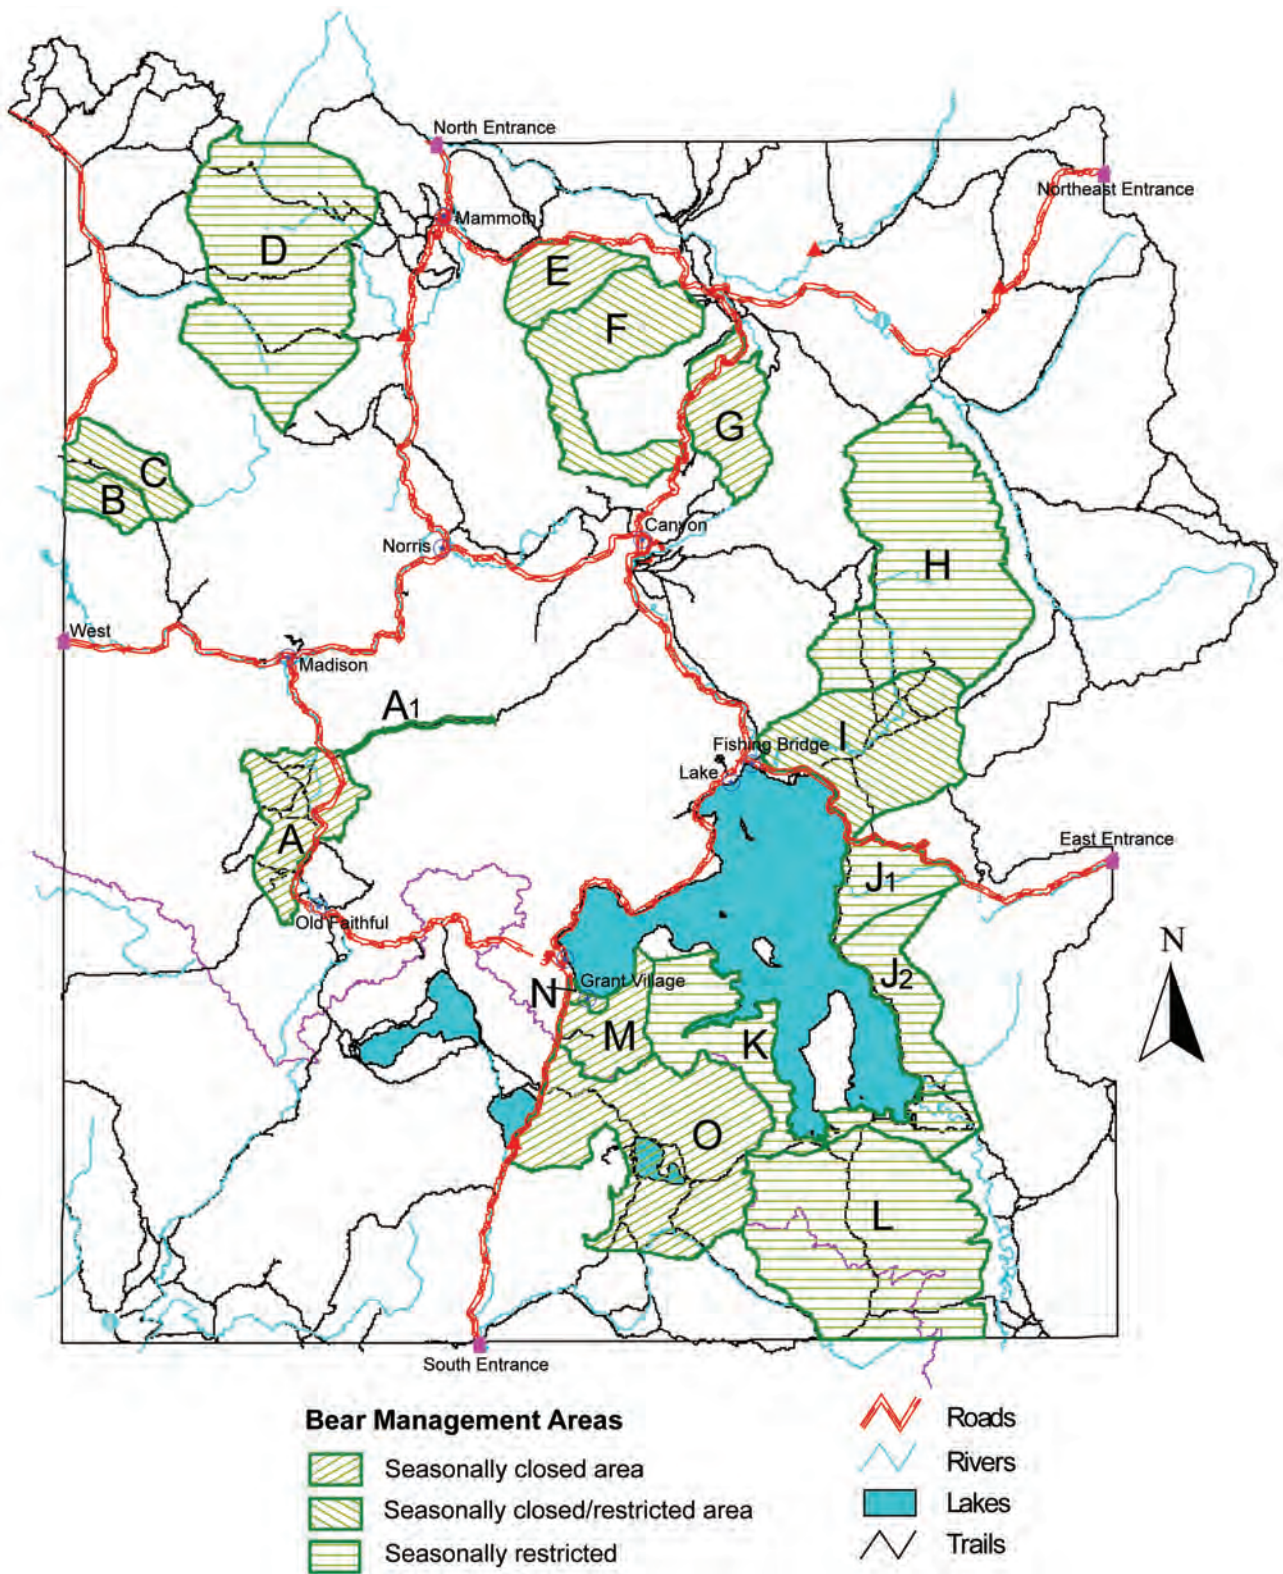 North Entrance
Northeast Entrance
Mammoth
D
E
F
G
C
B
Canyon
Norris
H
West
Madison
A1
I
Fishing Bridge
Lake
A
East Entrance
J1
Old Faithful
N
J2
Grant Village
N
M
K
O
L
South Entrance
Bear Management Areas
Seasonally closed area
Seasonally closed/restricted area
Seasonally restricted
Roads
Rivers
Lakes
Trails